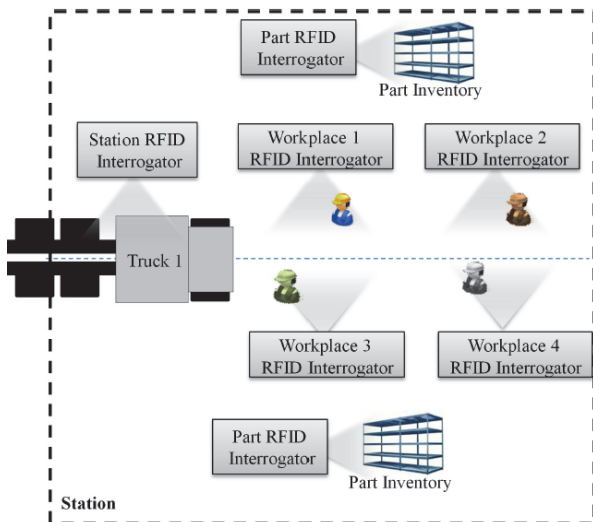 Part RFID
Interrogator
Part Inventory
Station RFID
Interrogator
Workplace 1
RFID Interrogator
Workplace 2
RFID Interrogator
Truck 1
Workplace 3
RFID Interrogator
Workplace 4
RFID Interrogator
Part RFID
Interrogator
Part Inventory
Station